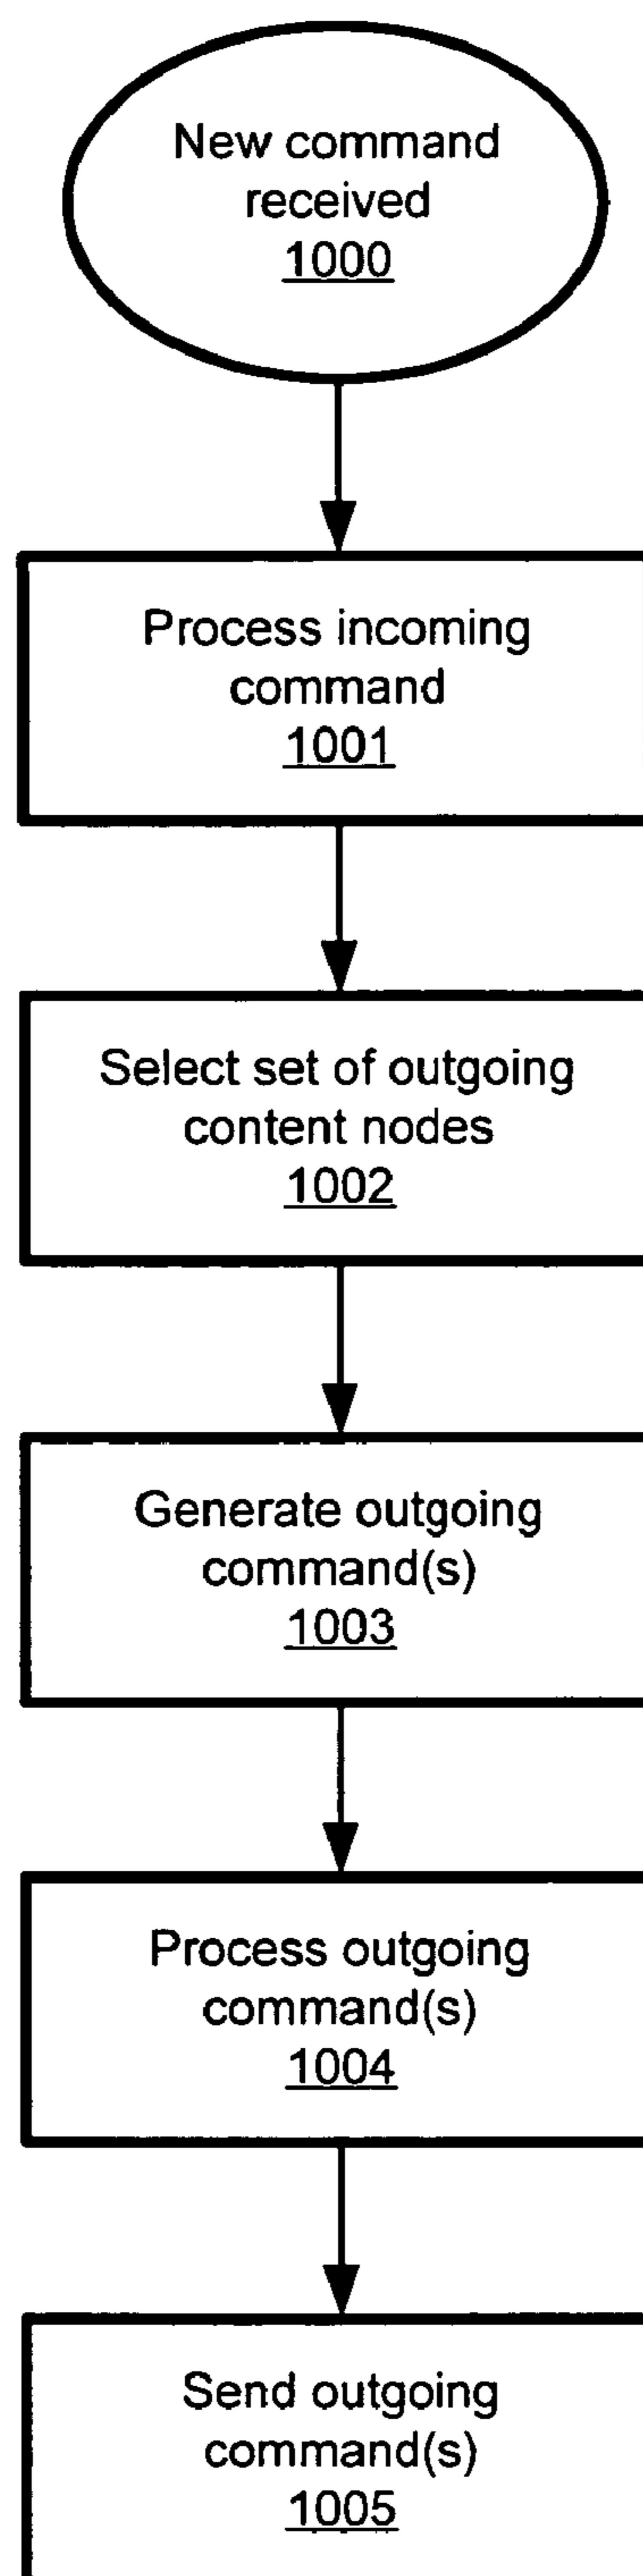 New command
received
1000
Process incoming
command
1001
Select set of outgoing
content nodes
1002
Generate outgoing
command(s)
1003
Process outgoing
command(s)
1004
Send outgoing
command(s)
1005